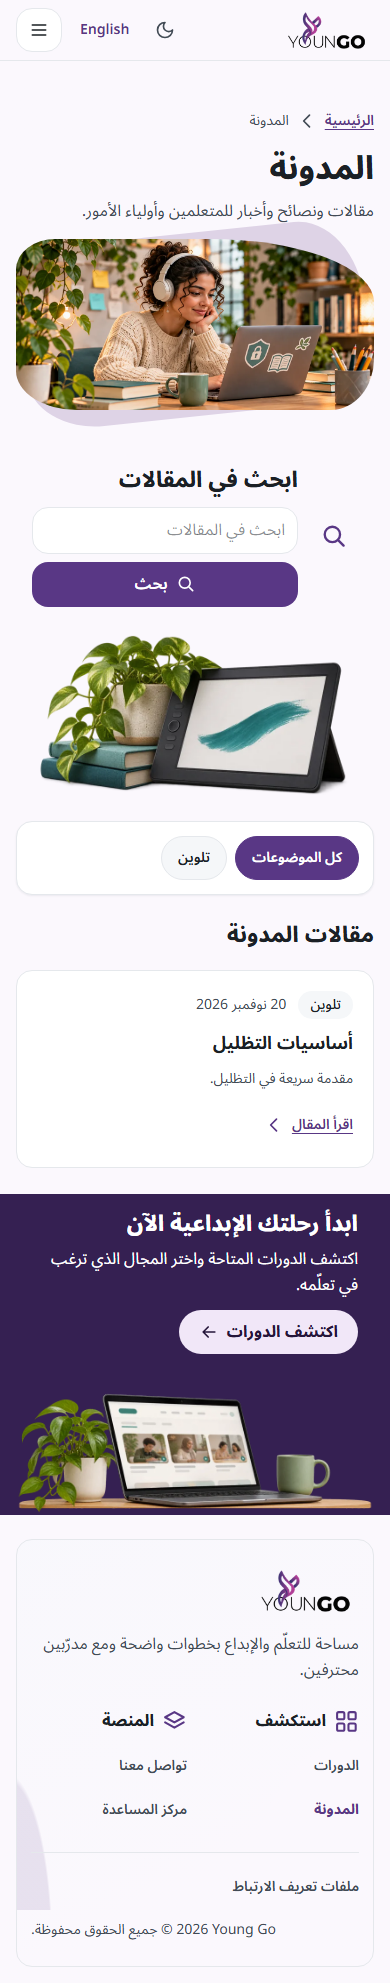 YOUNGO
English
الرئيسية
المدونة
المدونة
مقالات ونصائح وأخبار للمتعلمين وأولياء الأمور.
ابحث في المقالات
ابحث في المقالات
بحث
كل الموضوعات
تلوين
مقالات المدونة
تلوين
20 نوفمبر 2026
أساسيات التظليل
مقدمة سريعة في التظليل.
اقرأ المقال
ابدأ رحلتك الإبداعية الآن
اكتشف الدورات المتاحة واختر المجال الذي ترغب
في تعلّمه.
اكتشف الدورات
YOUNGO
مساحة للتعلّم والإبداع بخطوات واضحة ومع مدرّبين
محترفين.
استكشف
الدورات
المدونة
المنصة
تواصل معنا
مركز المساعدة
ملفات تعريف الارتباط
Young Go 2026 © جميع الحقوق محفوظة.